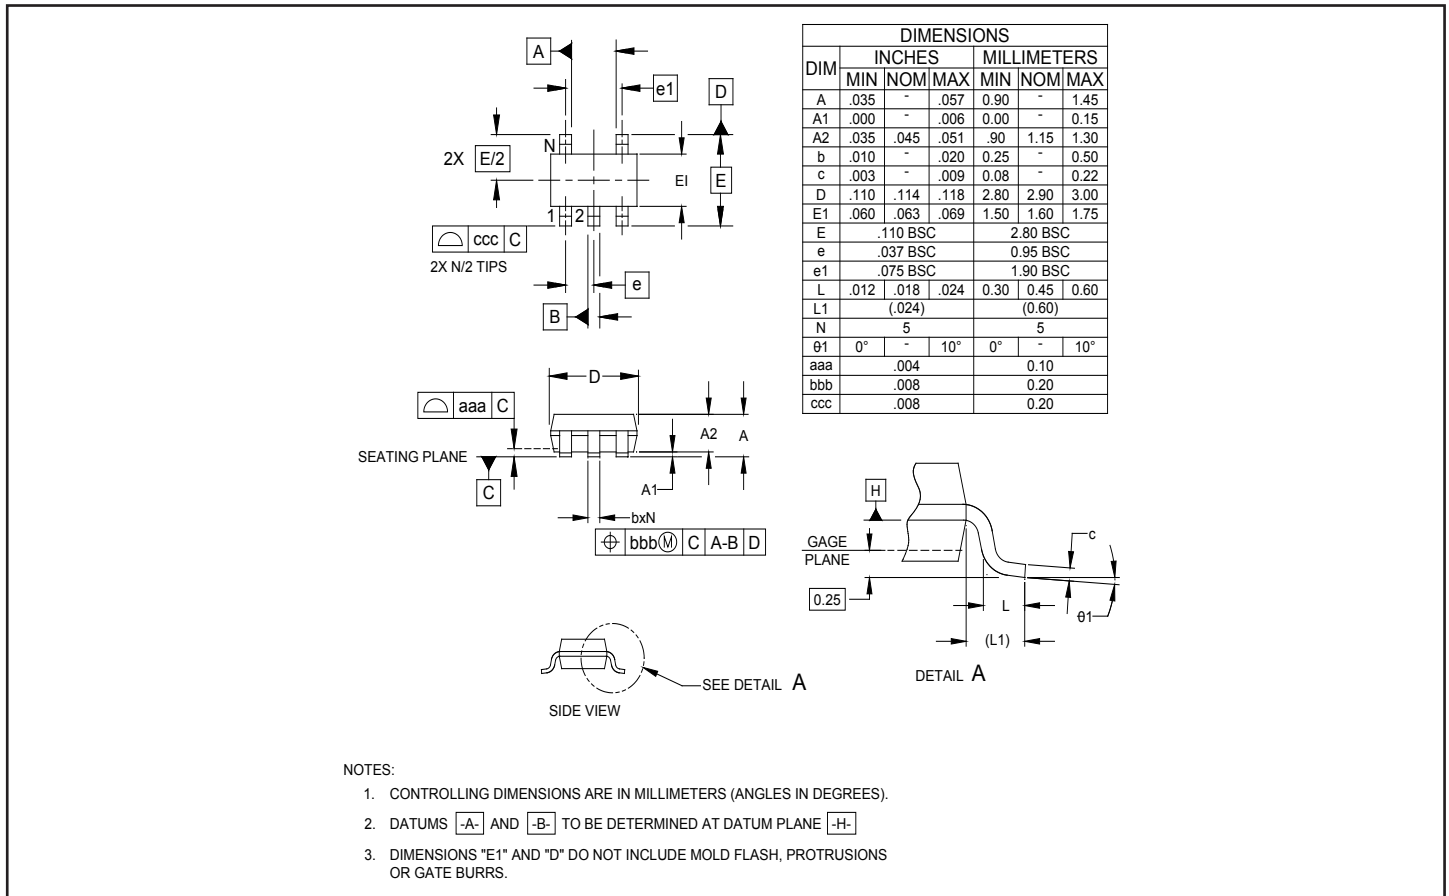 A
e1
D
N
2X E/2
EI
E
1 2
⌓ ccc C
2X N/2 TIPS
e
B
DIMENSIONS
DIM INCHES MILLIMETERS
MIN NOM MAX MIN NOM MAX
A .035 - .057 0.90 - 1.45
A1 .000 - .006 0.00 - 0.15
A2 .035 .045 .051 .90 1.15 1.30
b .010 - .020 0.25 - 0.50
c .003 - .009 0.08 - 0.22
D .110 .114 .118 2.80 2.90 3.00
E1 .060 .063 .069 1.50 1.60 1.75
E .110 BSC 2.80 BSC
e .037 BSC 0.95 BSC
e1 .075 BSC 1.90 BSC
L .012 .018 .024 0.30 0.45 0.60
L1 (.024) (0.60)
N 5 5
θ1 0° - 10° 0° - 10°
aaa .004 0.10
bbb .008 0.20
ccc .008 0.20
D
⌓ aaa C
A2 A
SEATING PLANE
C
A1
bxN
⌖ bbbⓂ C A-B D
H
GAGE
PLANE
c
0.25
L
θ1
(L1)
DETAIL A
SEE DETAIL A
SIDE VIEW
NOTES:
1. CONTROLLING DIMENSIONS ARE IN MILLIMETERS (ANGLES IN DEGREES).
2. DATUMS -A- AND -B- TO BE DETERMINED AT DATUM PLANE -H-
3. DIMENSIONS "E1" AND "D" DO NOT INCLUDE MOLD FLASH, PROTRUSIONS
OR GATE BURRS.